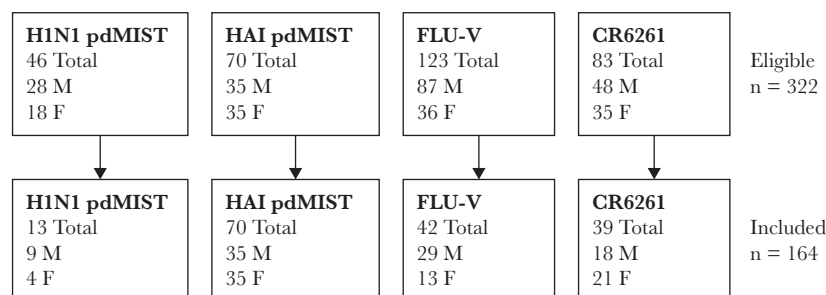 H1N1 pdMIST
46 Total
28 M
18 F
HAI pdMIST
70 Total
35 M
35 F
FLU-V
123 Total
87 M
36 F
CR6261
83 Total
48 M
35 F
Eligible
n = 322
H1N1 pdMIST
13 Total
9 M
4 F
HAI pdMIST
70 Total
35 M
35 F
FLU-V
42 Total
29 M
13 F
CR6261
39 Total
18 M
21 F
Included
n = 164